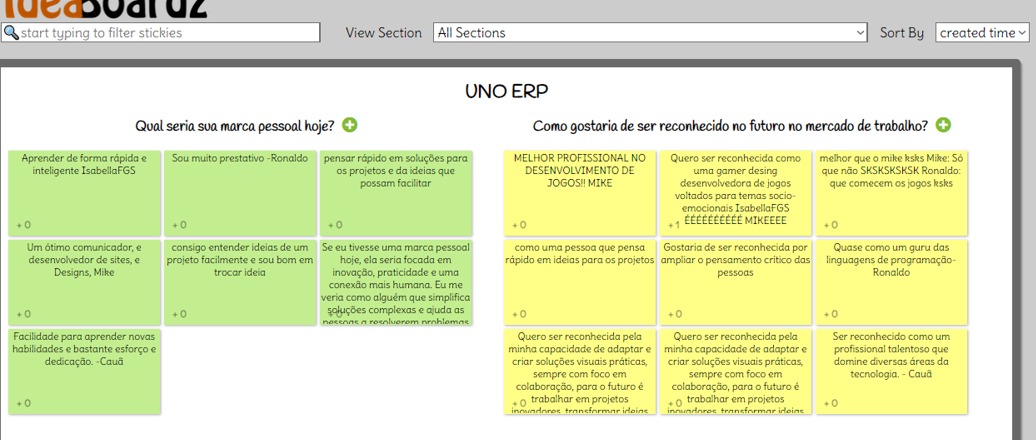 IdeaBoardz
start typing to filter stickies
View Section
All Sections
Sort By
created time
UNO ERP
Qual seria sua marca pessoal hoje?
Como gostaria de ser reconhecido no futuro no mercado de trabalho?
Aprender de forma rápida e
inteligente IsabellaFGS
+ 0
Sou muito prestativo -Ronaldo
+ 0
pensar rápido em soluções para
os projetos e da ideias que
possam facilitar
+ 0
Um ótimo comunicador, e
desenvolvedor de sites, e
Designs, Mike
+ 0
consigo entender ideias de um
projeto facilmente e sou bom em
trocar ideia
+ 0
Se eu tivesse uma marca pessoal
hoje, ela seria focada em
inovação, praticidade e uma
conexão mais humana. Eu me
veria como alguém que simplifica
soluções complexas e ajuda as
pessoas a resolverem problemas
+ 0
Facilidade para aprender novas
habilidades e bastante esforço e
dedicação. -Cauã
+ 0
MELHOR PROFISSIONAL NO
DESENVOLVIMENTO DE
JOGOS!! MIKE
+ 0
Quero ser reconhecida como
uma gamer desing
desenvolvedora de jogos
voltados para temas socio-
emocionais IsabellaFGS
ÉÉÉÉÉÉÉÉÉÉ MIKEEEE
+ 1
melhor que o mike ksks Mike: Só
que não SKSKSKSKSK Ronaldo:
que comecem os jogos ksks
+ 0
como uma pessoa que pensa
rápido em ideias para os projetos
+ 0
Gostaria de ser reconhecida por
ampliar o pensamento crítico das
pessoas
+ 0
Quase como um guru das
linguagens de programação-
Ronaldo
+ 0
Quero ser reconhecida pela
minha capacidade de adaptar e
criar soluções visuais práticas,
sempre com foco em
colaboração, para o futuro é
trabalhar em projetos
inovadores, transformar ideias
+ 0
Quero ser reconhecida pela
minha capacidade de adaptar e
criar soluções visuais práticas,
sempre com foco em
colaboração, para o futuro é
trabalhar em projetos
inovadores, transformar ideias
+ 0
Ser reconhecido como um
profissional talentoso que
domine diversas áreas da
tecnologia. - Cauã
+ 0